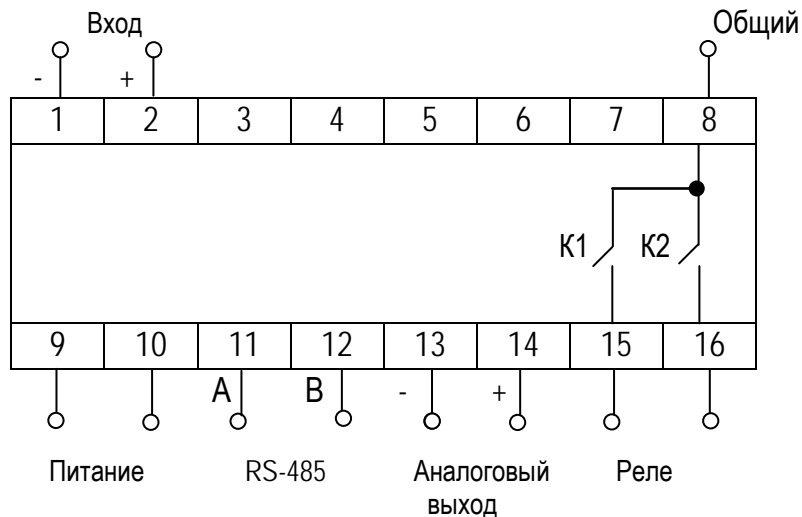 Вход
Общий
- +
1 2 3 4 5 6 7 8
К1 К2
9 10 11 12 13 14 15 16
А В - +
Питание RS-485 Аналоговый Реле
выход